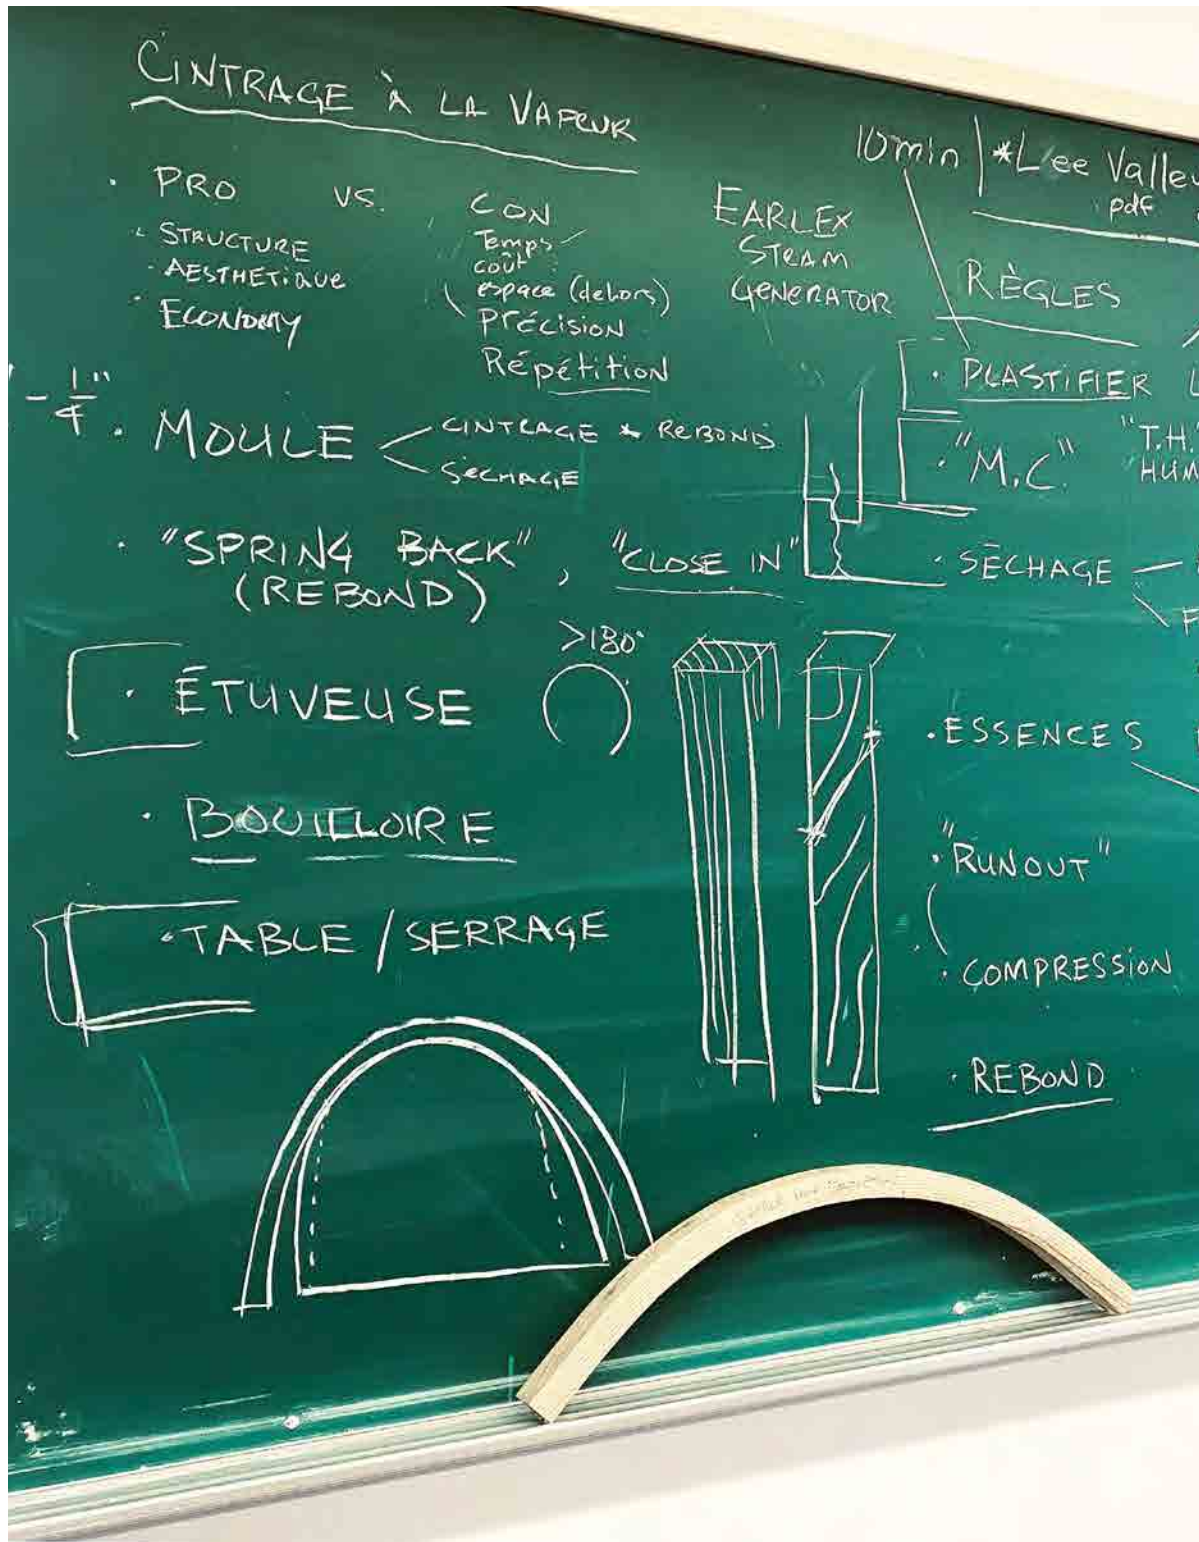 CINTRAGE À LA VAPEUR
· PRO VS. CON
· STRUCTURE
· AESTHETIQUE
· ECONOMY
Temps
coût
espace (dehors)
Précision
Répétition
EARLEX
STEAM
GENERATOR
- 1/4"
· MOULE
CINTRAGE & REBOND
SÉCHAGE
· "SPRING BACK", "CLOSE IN"
(REBOND)
· ÉTUVEUSE
>180°
· BOUILLOIRE
· TABLE / SERRAGE
10min | *Lee Valley
pdf
RÈGLES
· PLASTIFIER
· "M.C." "T.H."
HUM
· SÉCHAGE
· ESSENCES
· "RUNOUT"
· COMPRESSION
· REBOND